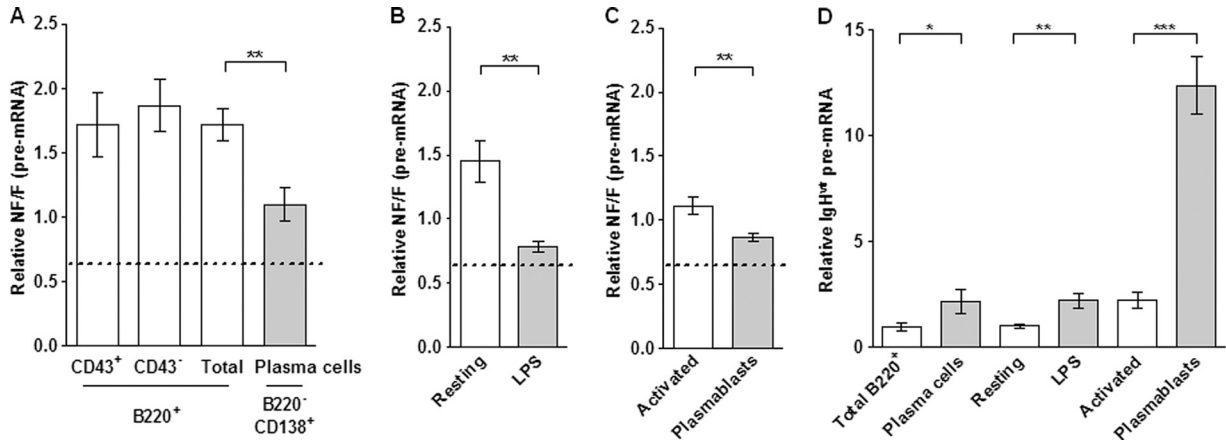 A
Relative NF/F (pre-mRNA)
2.5
2.0
1.5
1.0
0.5
0.0
**
CD43⁺ CD43⁻ Total Plasma cells
B220⁺
B220⁻
CD138⁺
B
Relative NF/F (pre-mRNA)
2.5
2.0
1.5
1.0
0.5
0.0
**
Resting
LPS
C
Relative NF/F (pre-mRNA)
2.5
2.0
1.5
1.0
0.5
0.0
**
Activated
Plasmablasts
D
Relative IgHʷᵗ pre-mRNA
15
10
5
0
* ** ***
Total B220⁺
Plasma cells
Resting
LPS
Activated
Plasmablasts